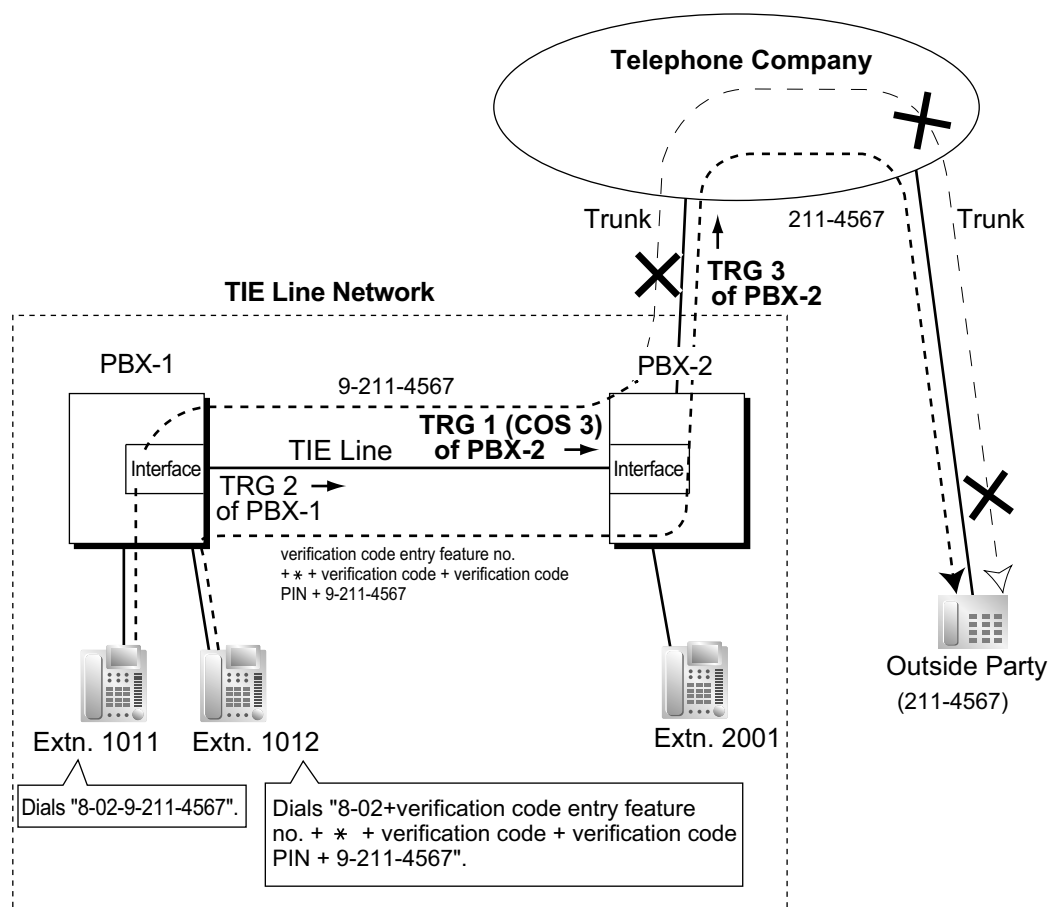 Telephone Company
Trunk
211-4567
Trunk
TRG 3
of PBX-2
TIE Line Network
PBX-1
PBX-2
9-211-4567
TRG 1 (COS 3)
of PBX-2
TIE Line
Interface
Interface
TRG 2
of PBX-1
verification code entry feature no.
+ * + verification code + verification code
PIN + 9-211-4567
Outside Party
(211-4567)
Extn. 1011
Extn. 1012
Extn. 2001
Dials "8-02-9-211-4567".
Dials "8-02+verification code entry feature
no. + * + verification code + verification code
PIN + 9-211-4567".